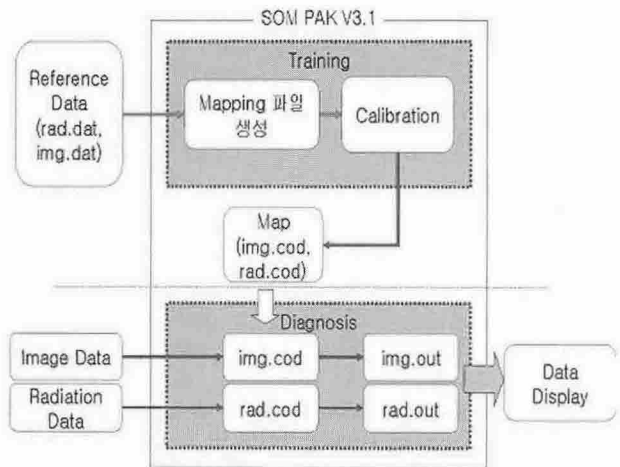 SOM PAK V3.1
Training
Reference
Data
(rad.dat,
img.dat)
Mapping 파일
생성
Calibration
Map
(img.cod,
rad.cod)
Diagnosis
Image Data
img.cod
img.out
Radiation
Data
rad.cod
rad.out
Data
Display